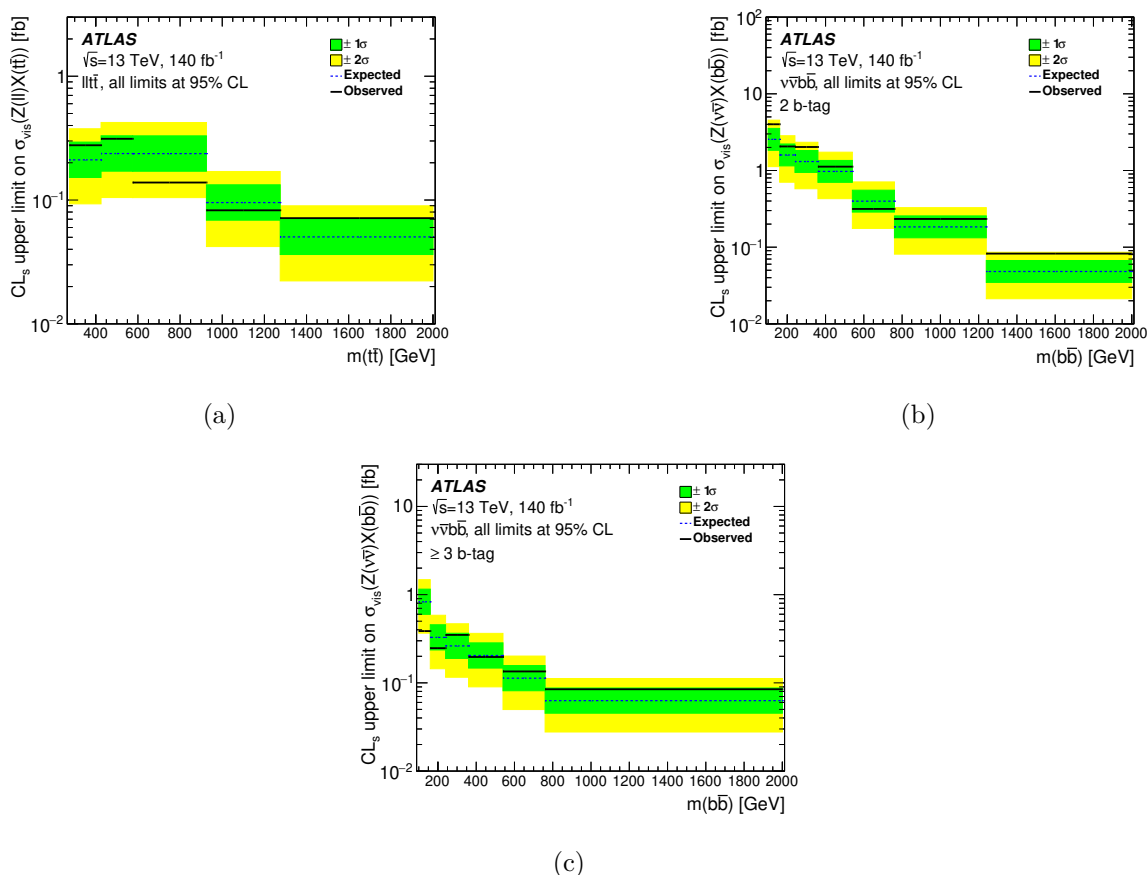 CLₛ upper limit on σ_vis(Z(ll)X(tt̄)) [fb]
1
10⁻¹
10⁻²
ATLAS
√s=13 TeV, 140 fb⁻¹
lltt̄, all limits at 95% CL
± 1σ
± 2σ
Expected
Observed
400 600 800 1000 1200 1400 1600 1800 2000
m(tt̄) [GeV]
(a)
CLₛ upper limit on σ_vis(Z(νν̄)X(bb̄)) [fb]
10²
10
1
10⁻¹
10⁻²
ATLAS
√s=13 TeV, 140 fb⁻¹
νν̄bb̄, all limits at 95% CL
2 b-tag
± 1σ
± 2σ
Expected
Observed
200 400 600 800 1000 1200 1400 1600 1800 2000
m(bb̄) [GeV]
(b)
CLₛ upper limit on σ_vis(Z(νν̄)X(bb̄)) [fb]
10
1
10⁻¹
10⁻²
ATLAS
√s=13 TeV, 140 fb⁻¹
νν̄bb̄, all limits at 95% CL
≥ 3 b-tag
± 1σ
± 2σ
Expected
Observed
200 400 600 800 1000 1200 1400 1600 1800 2000
m(bb̄) [GeV]
(c)